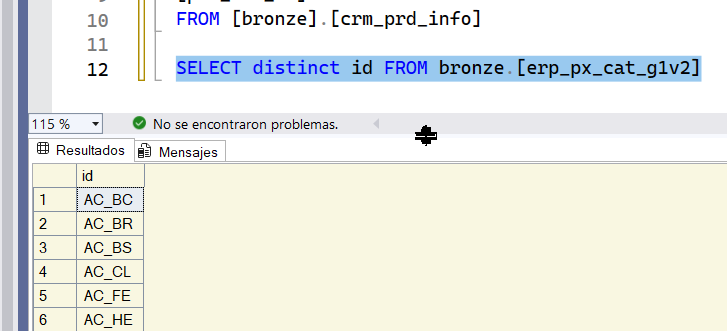 10 FROM [bronze].[crm_prd_info]
11
12 SELECT distinct id FROM bronze.[erp_px_cat_g1v2]
115 % No se encontraron problemas.
Resultados Mensajes
id
1 AC_BC
2 AC_BR
3 AC_BS
4 AC_CL
5 AC_FE
6 AC_HE